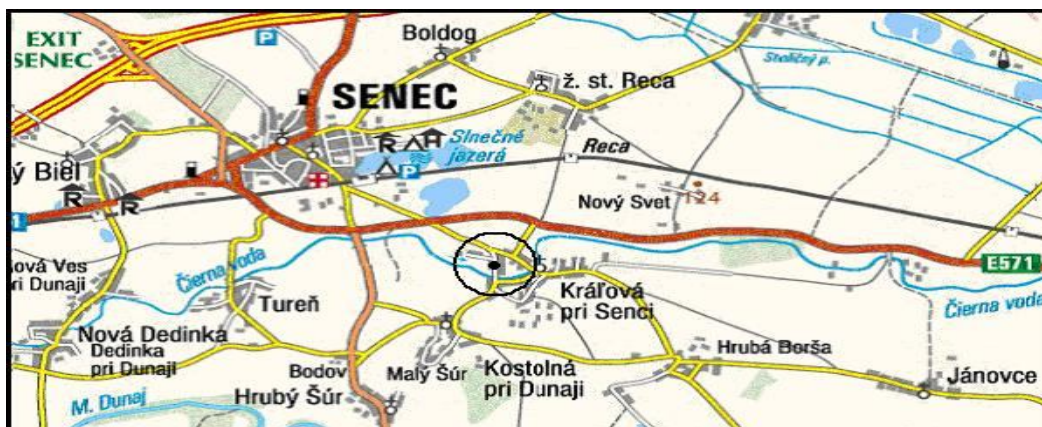 EXIT
SENEC
P
Boldog
Stoličný p.
SENEC
ž. st. Reca
Slnečné
jazerá
P
Reca
ý Biel
Nový Svet
124
1
E571
Čierna voda
ová Ves
ri Dunaji
Tureň
Kráľová
pri Senci
Čierna voda
Nová Dedinka
Dedinka
pri Dunaji
Hrubá Borša
Bodov
Malý Šúr
Kostolná
pri Dunaji
Jánovce
Hrubý Šúr
M. Dunaj